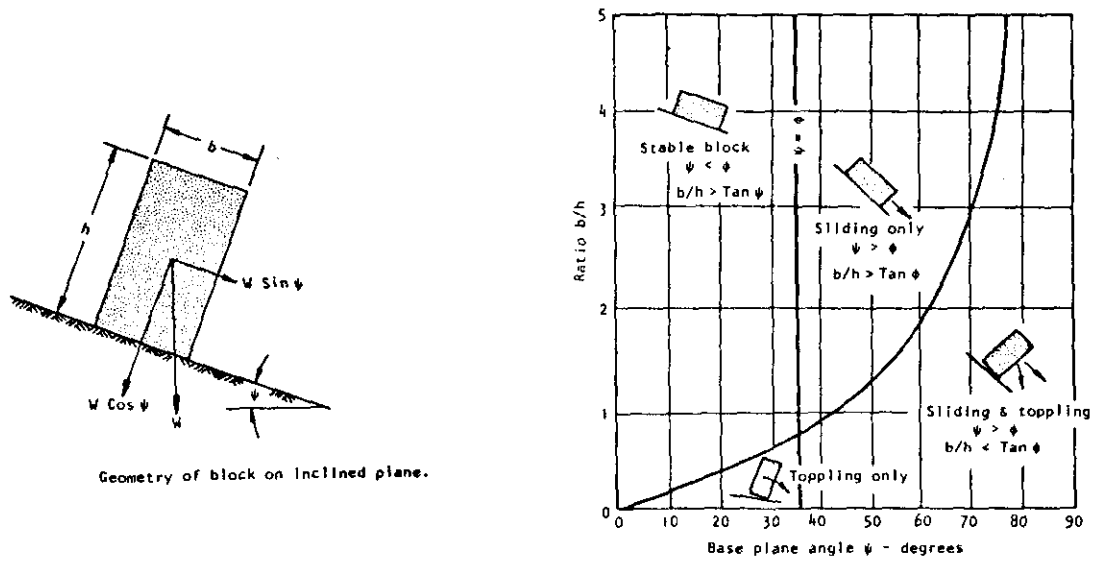 b
h
W Sin ψ
W Cos ψ
W
ψ
Geometry of block on inclined plane.
5
4
3
2
1
0
Ratio b/h
Stable block
ψ < φ
b/h > Tan ψ
ψ = φ
Sliding only
ψ > φ
b/h > Tan φ
Sliding & toppling
ψ > φ
b/h < Tan φ
Toppling only
0 10 20 30 40 50 60 70 80 90
Base plane angle ψ - degrees